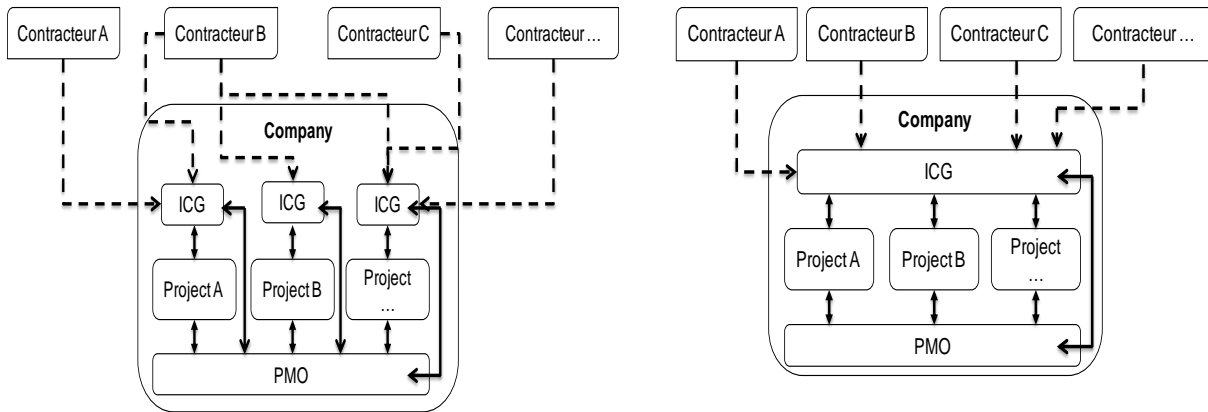 Contracteur A
Contracteur B
Contracteur C
Contracteur ...
Company
ICG
ICG
ICG
Project A
Project B
Project
...
PMO
Contracteur A
Contracteur B
Contracteur C
Contracteur ...
Company
ICG
Project A
Project B
Project
...
PMO